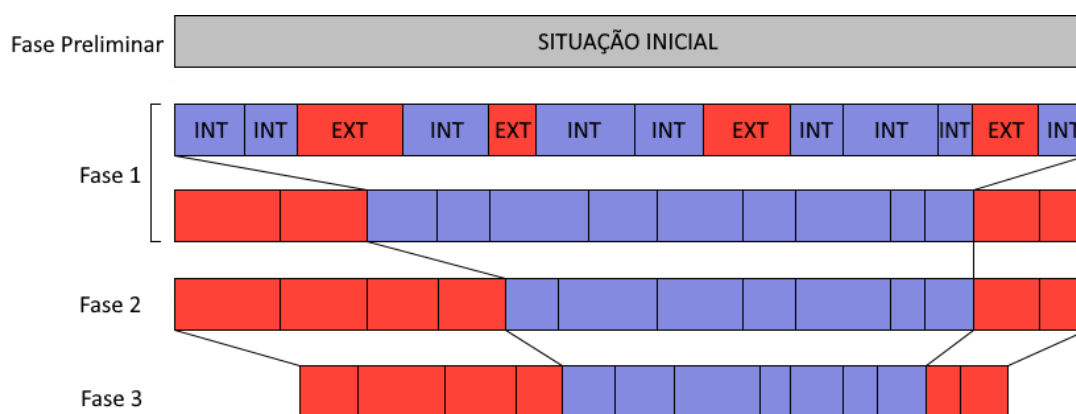 Fase Preliminar
SITUAÇÃO INICIAL
INT INT EXT INT EXT INT INT EXT INT INT INT EXT INT
Fase 1
Fase 2
Fase 3